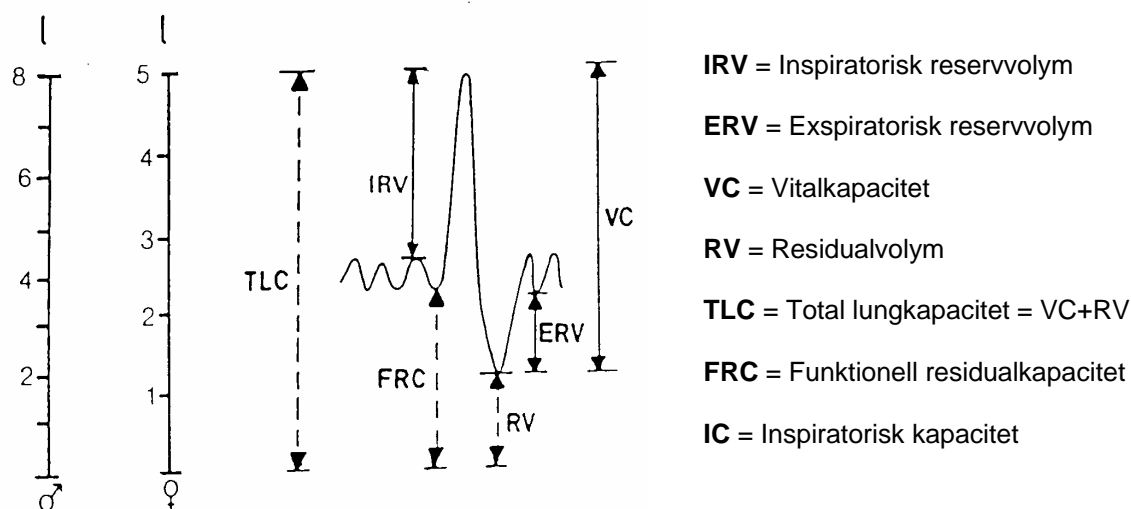 l
l
8
6
4
2
♂
5
4
3
2
1
♀
TLC
IRV
FRC
RV
ERV
VC
IRV = Inspiratorisk reservvolym
ERV = Exspiratorisk reservvolym
VC = Vitalkapacitet
RV = Residualvolym
TLC = Total lungkapacitet = VC+RV
FRC = Funktionell residualkapacitet
IC = Inspiratorisk kapacitet